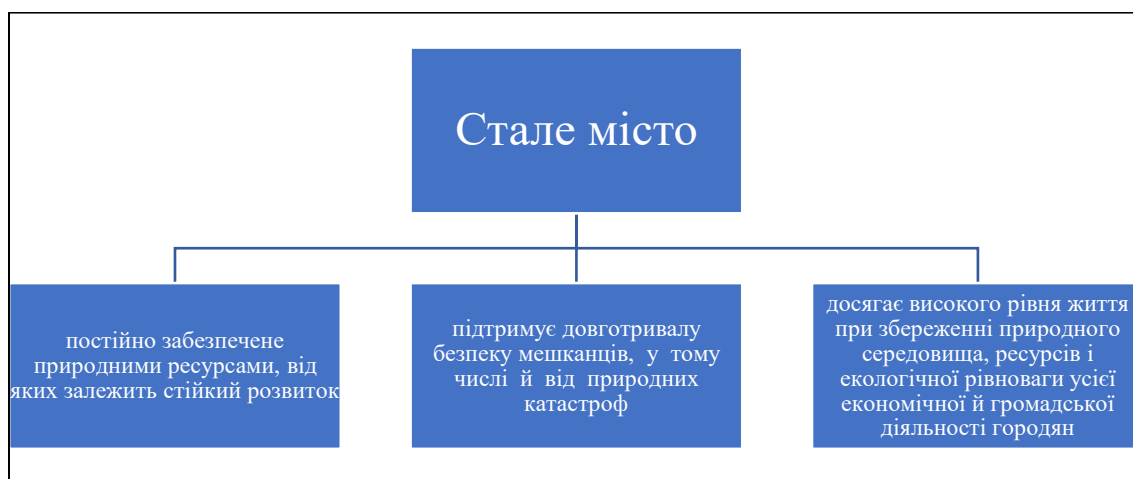 Стале місто
постійно забезпечене
природними ресурсами, від
яких залежить стійкий розвиток
підтримує довготривалу
безпеку мешканців, у тому
числі й від природних
катастроф
досягає високого рівня життя
при збереженні природного
середовища, ресурсів і
екологічної рівноваги усієї
економічної й громадської
діяльності городян